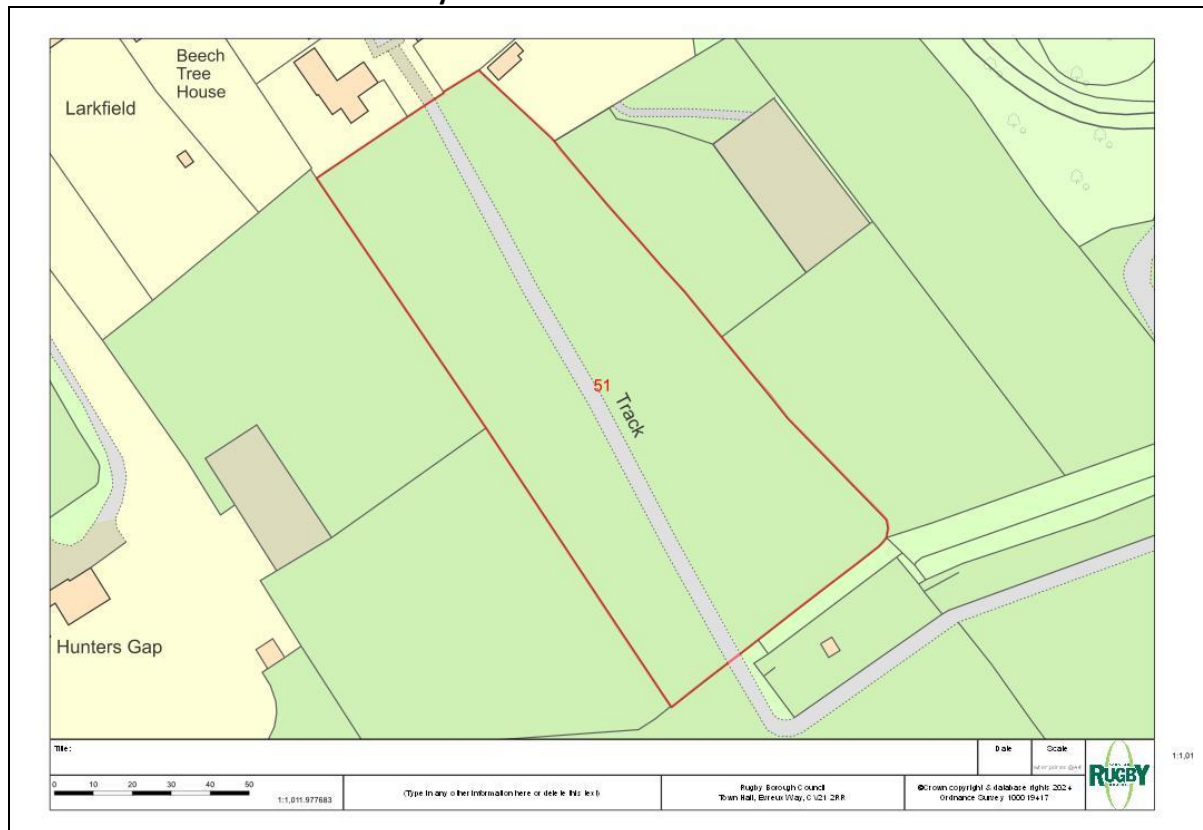 Beech
Tree
House
Larkfield
51
Track
Hunters Gap
Title:
Date
Scale
1:1,01
0 10 20 30 40 50
1:1,011.977683
(Type in any other information here or delete this text)
Rugby Borough Council
Town Hall, Evreux Way, CV21 2RR
©Crown copyright & database rights 2024
Ordnance Survey 100019417
RUGBY